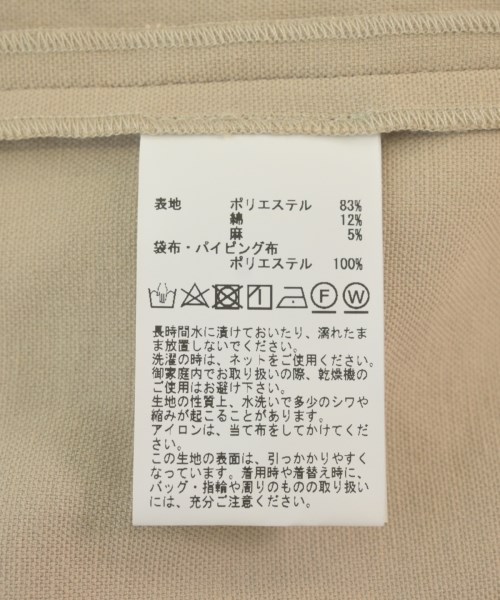 表地 ポリエステル 83%
綿 12%
麻 5%
袋布・パイピング布
ポリエステル 100%
F W
長時間水に漬けておいたり、濡れたま
ま放置しないでください。
洗濯の時は、ネットをご使用ください。
御家庭内でお取り扱いの際、乾燥機の
ご使用はお避け下さい。
生地の性質上、水洗いで多少のシワや
縮みが起こることがあります。
アイロンは、当て布をしてかけてくだ
さい。
この生地の表面は、引っかかりやすく
なっています。着用時や着替え時に、
バッグ・指輪や周りのものの取り扱い
には、充分ご注意ください。